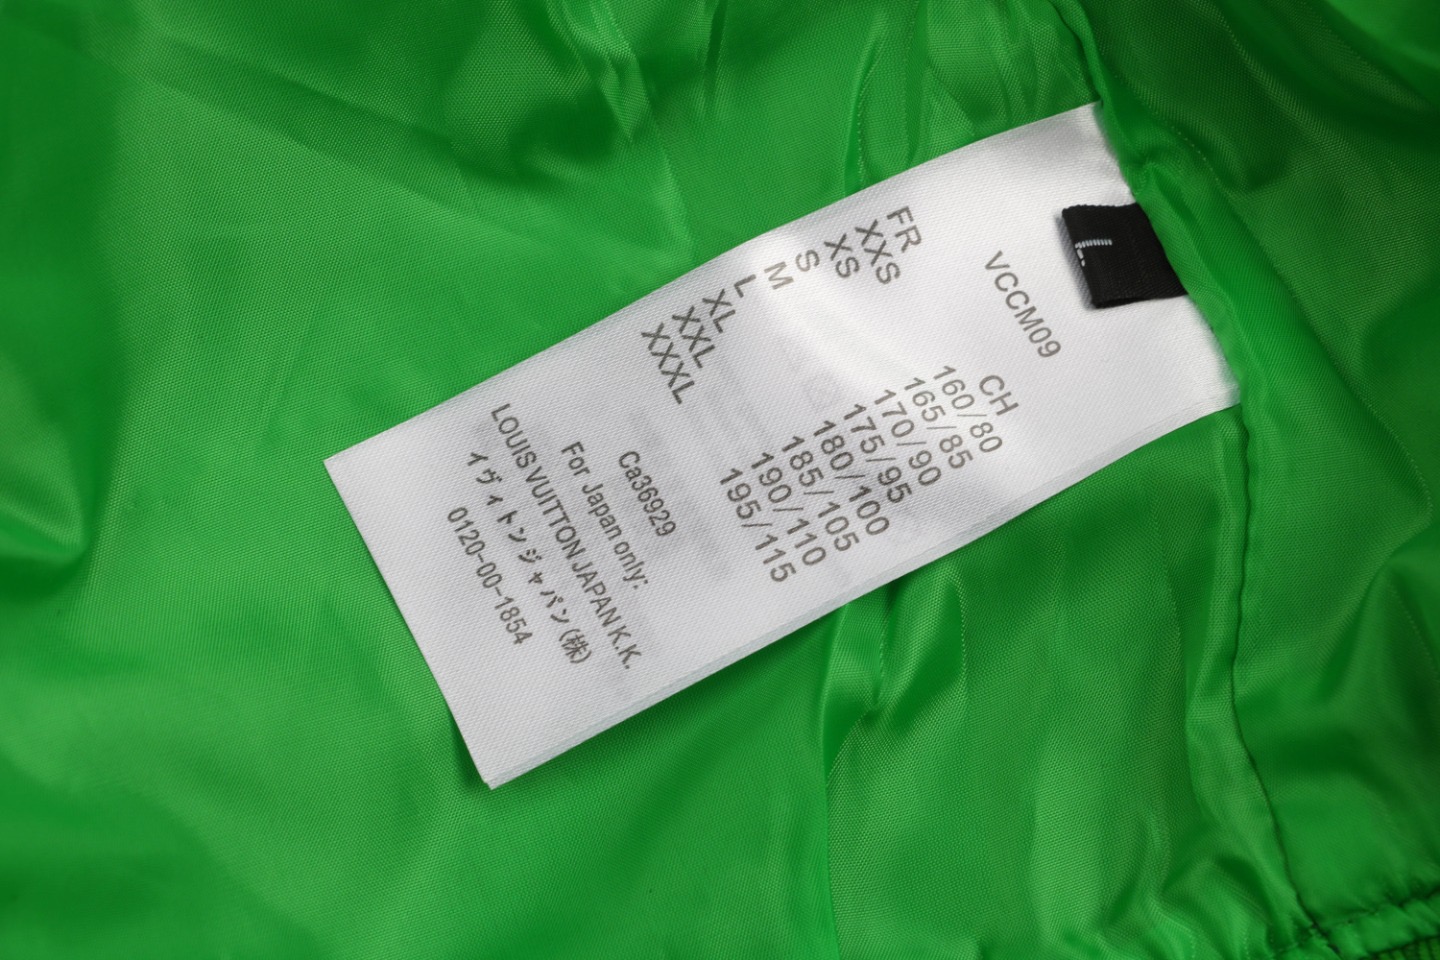 VCCM09
FR CH
XXS 160/80
XS 165/85
S 170/90
M 175/95
L 180/100
XL 185/105
XXL 190/110
XXXL 195/115
Ca36929
For Japan only:
LOUIS VUITTON JAPAN K.K.
イヴィトンジャパン(株)
0120-00-1854
L